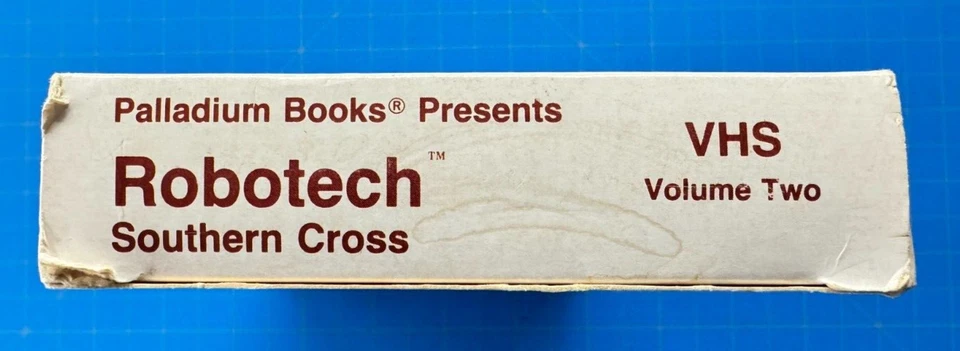 Palladium Books® Presents
Robotech™
Southern Cross
VHS
Volume Two